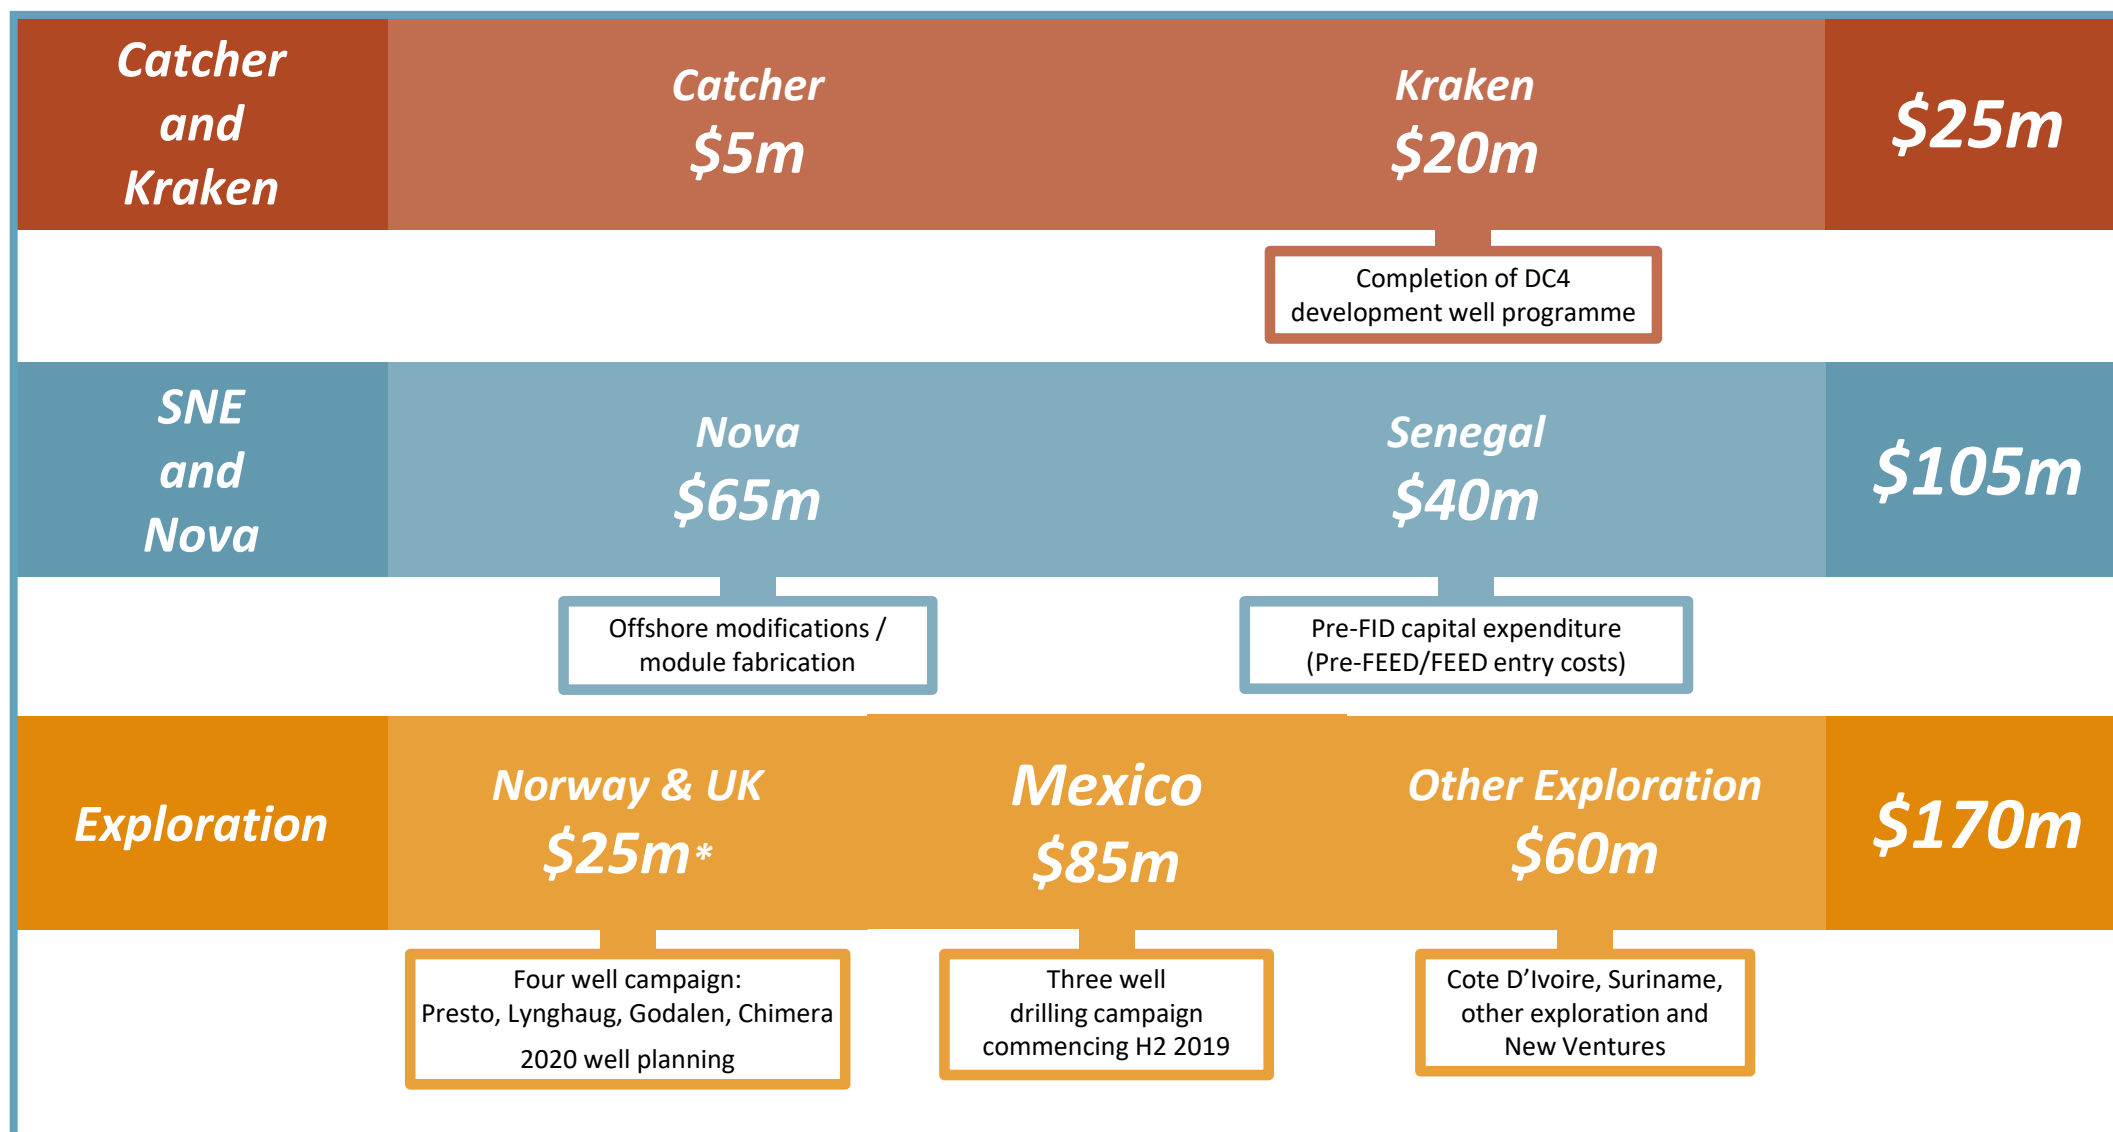 Catcher
and
Kraken
Catcher
$5m
Kraken
$20m
$25m
Completion of DC4
development well programme
SNE
and
Nova
Nova
$65m
Senegal
$40m
$105m
Offshore modifications /
module fabrication
Pre-FID capital expenditure
(Pre-FEED/FEED entry costs)
Exploration
Norway & UK
$25m*
Mexico
$85m
Other Exploration
$60m
$170m
Four well campaign:
Presto, Lynghaug, Godalen, Chimera
2020 well planning
Three well
drilling campaign
commencing H2 2019
Cote D’Ivoire, Suriname,
other exploration and
New Ventures